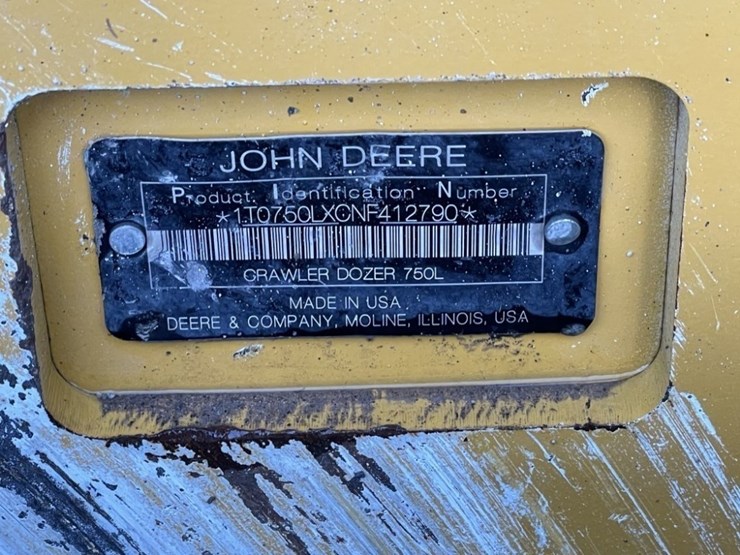 JOHN DEERE
Product Identification Number
*1T0750LXCNF412790*
CRAWLER DOZER 750L
MADE IN USA
DEERE & COMPANY, MOLINE, ILLINOIS, USA